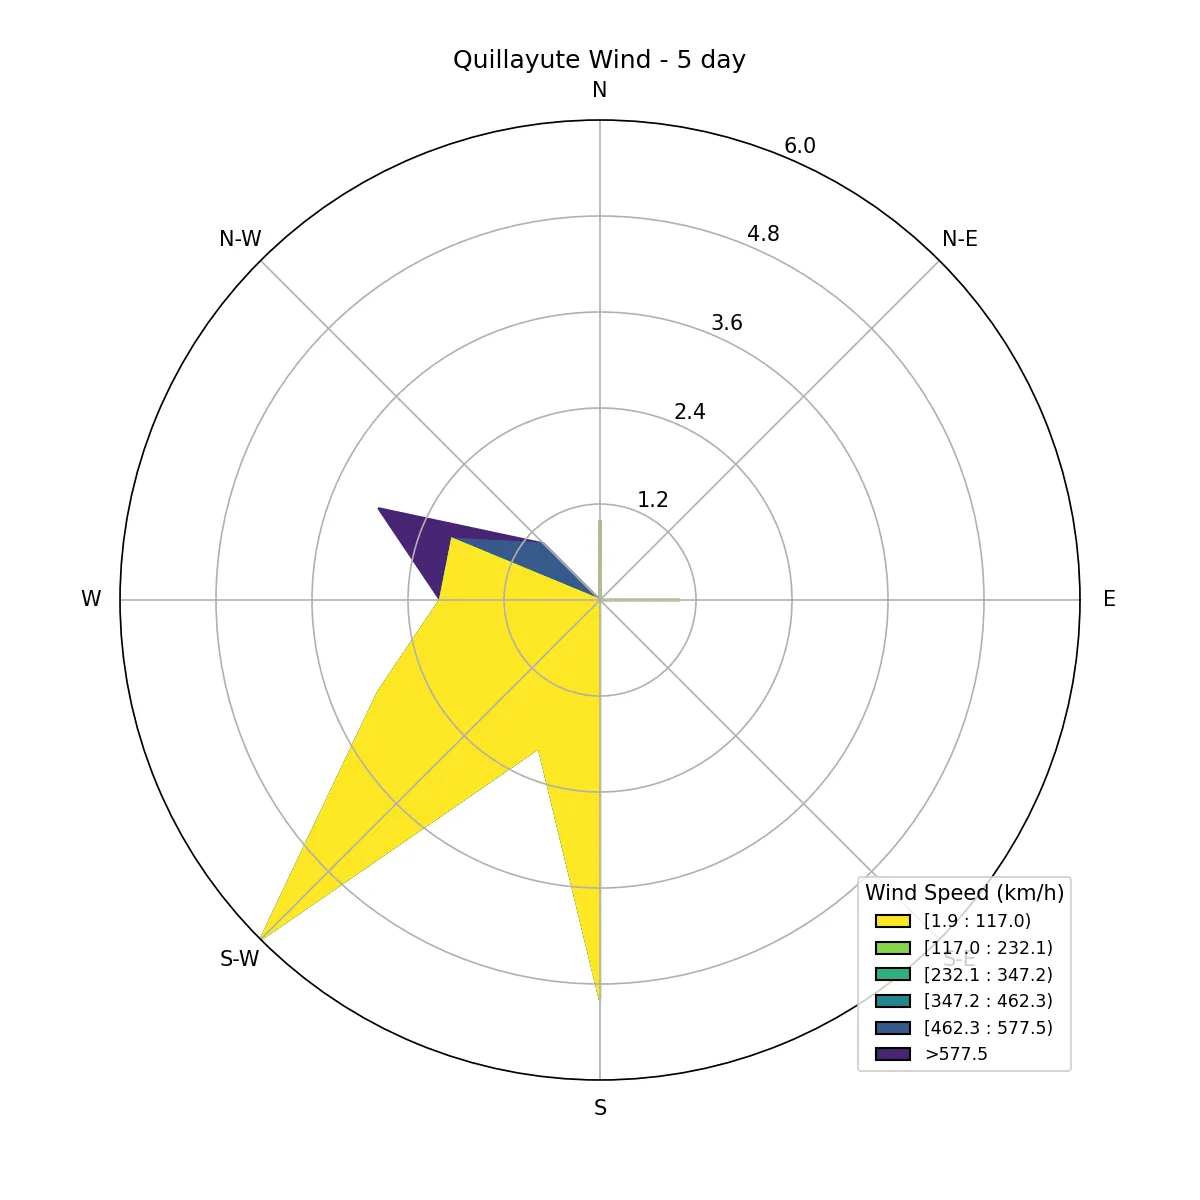 Quillayute Wind - 5 day
N
6.0
N-W
N-E
4.8
3.6
2.4
1.2
W
E
S-W
S-E
S
Wind Speed (km/h)
[1.9 : 117.0)
[117.0 : 232.1)
[232.1 : 347.2)
[347.2 : 462.3)
[462.3 : 577.5)
>577.5